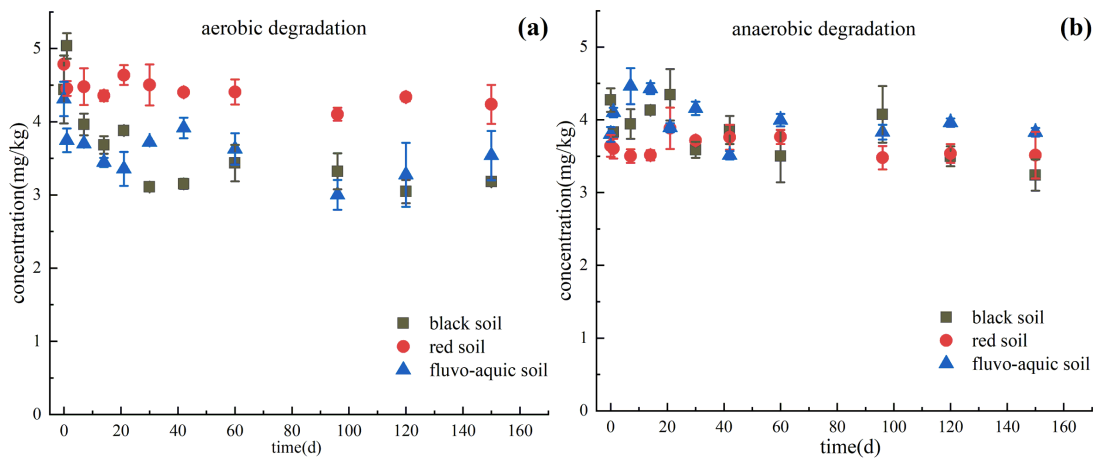 aerobic degradation
(a)
concentration(mg/kg)
5
4
3
2
1
0
black soil
red soil
fluvo-aquic soil
0 20 40 60 80 100 120 140 160
time(d)
anaerobic degradation
(b)
concentration(mg/kg)
5
4
3
2
1
0
black soil
red soil
fluvo-aquic soil
0 20 40 60 80 100 120 140 160
time(d)